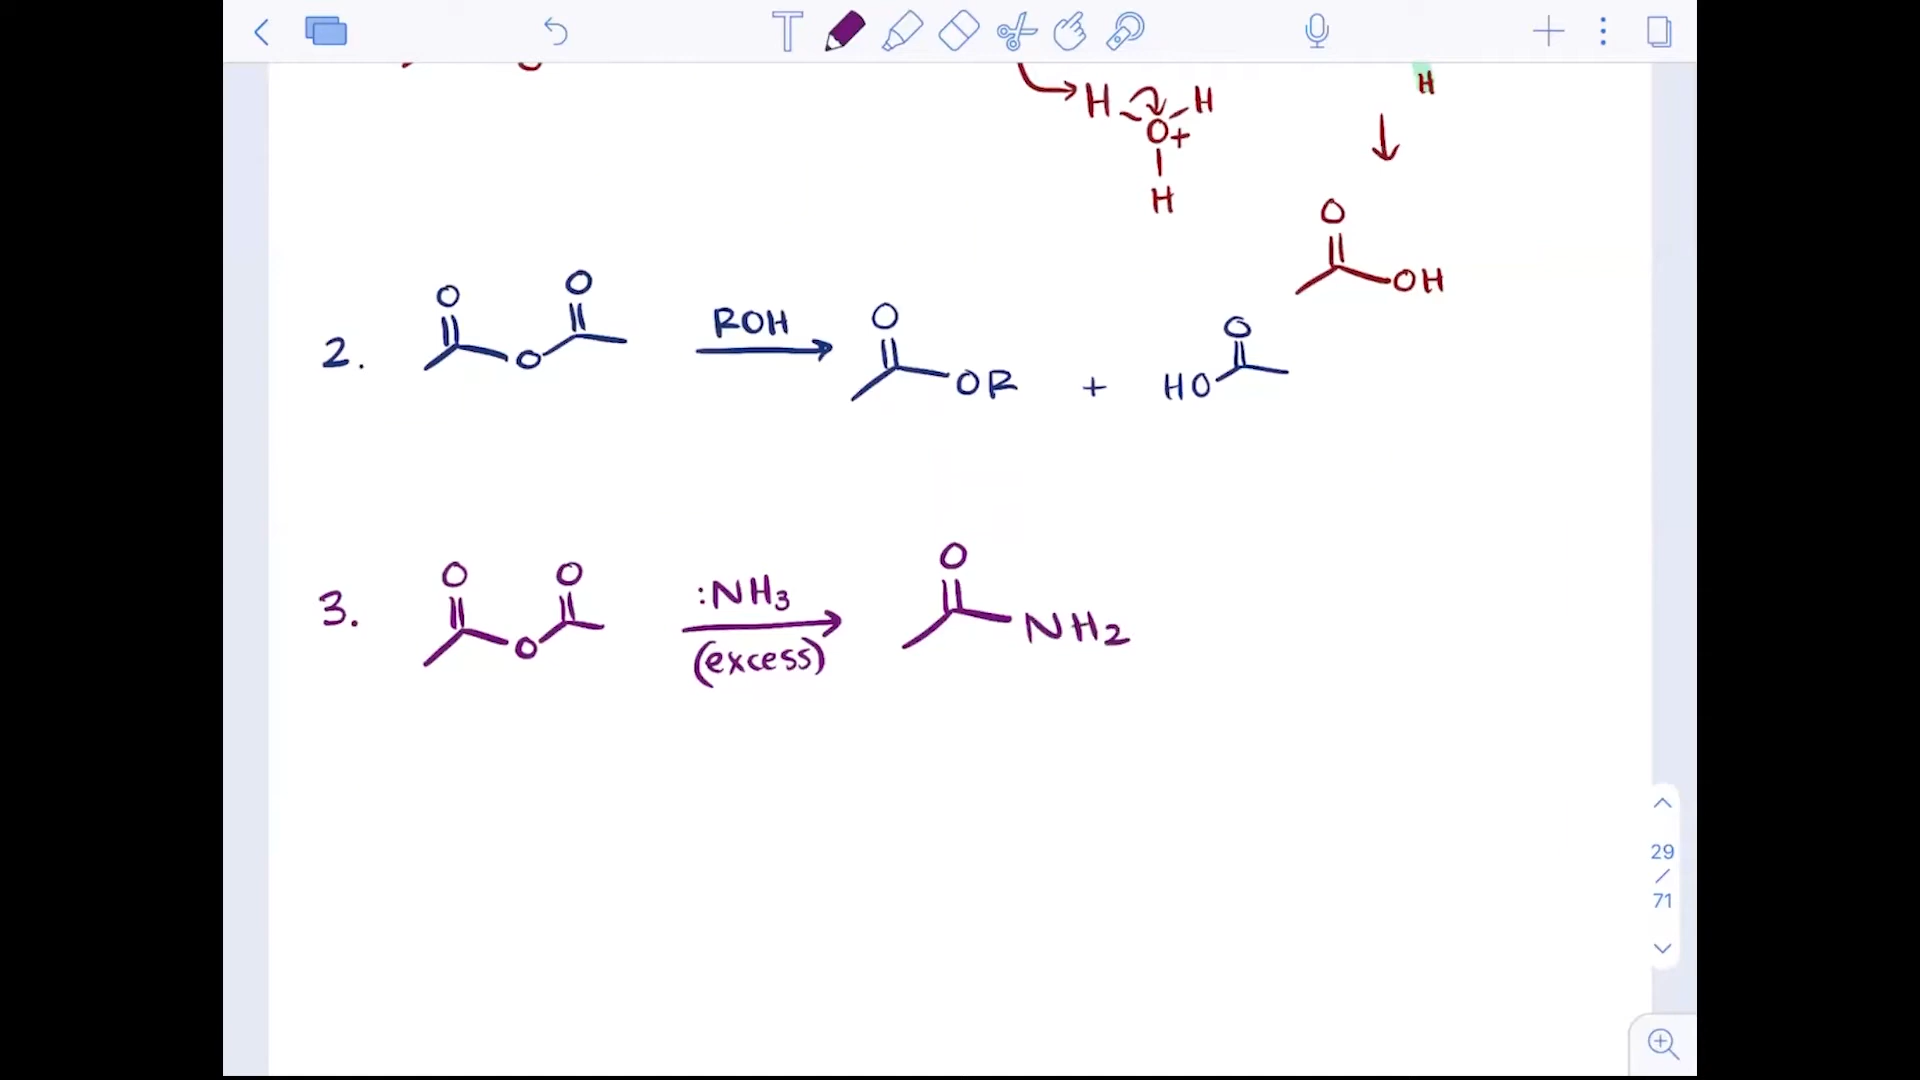 H
H H
O+
H
O
OH
2. O O O ROH O OR + HO O
3. O O O :NH3 (excess) O NH2
29
/
71